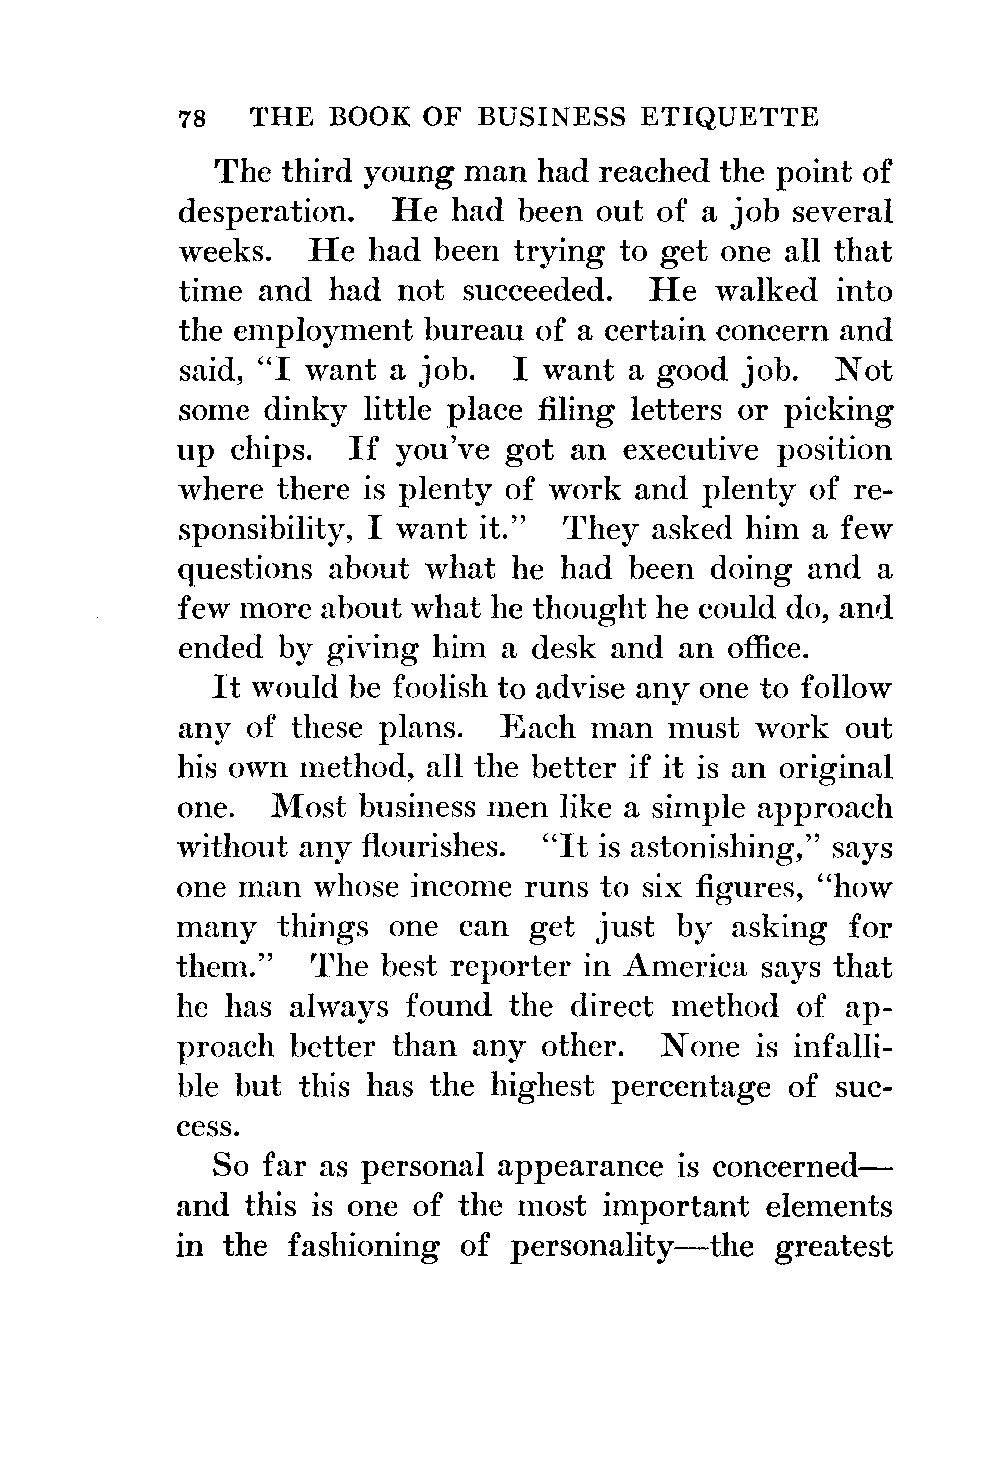 78 THE BOOK OF BUSINESS ETIQUETTE
The third young man had reached the point of
desperation. He had been out of a job several
weeks. He had been trying to get one all that
time and had not succeeded. He walked into
the employment bureau of a certain concern and
said, “I want a job. I want a good job. Not
some dinky little place filing letters or picking
up chips. If you’ve got an executive position
where there is plenty of work and plenty of re-
sponsibility, I want it.” They asked him a few
questions about what he had been doing and a
few more about what he thought he could do, and
ended by giving him a desk and an office.
It would be foolish to advise any one to follow
any of these plans. Each man must work out
his own method, all the better if it is an original
one. Most business men like a simple approach
without any flourishes. “It is astonishing,” says
one man whose income runs to six figures, “how
many things one can get just by asking for
them.” The best reporter in America says that
he has always found the direct method of ap-
proach better than any other. None is infalli-
ble but this has the highest percentage of suc-
cess.
So far as personal appearance is concerned—
and this is one of the most important elements
in the fashioning of personality—the greatest